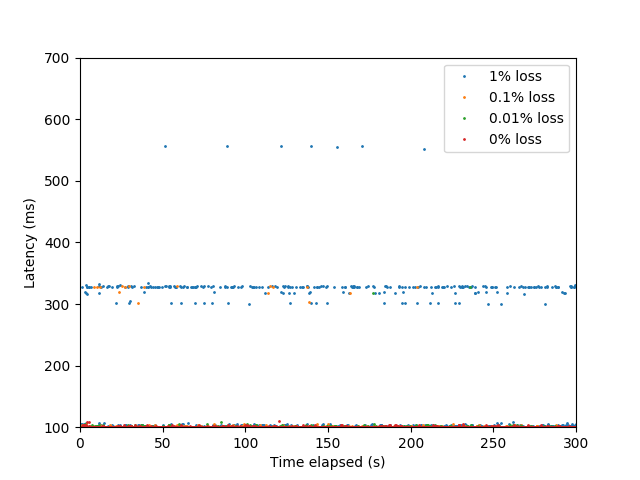 700
600
500
400
300
200
100
Latency (ms)
0 50 100 150 200 250 300
Time elapsed (s)
1% loss
0.1% loss
0.01% loss
0% loss